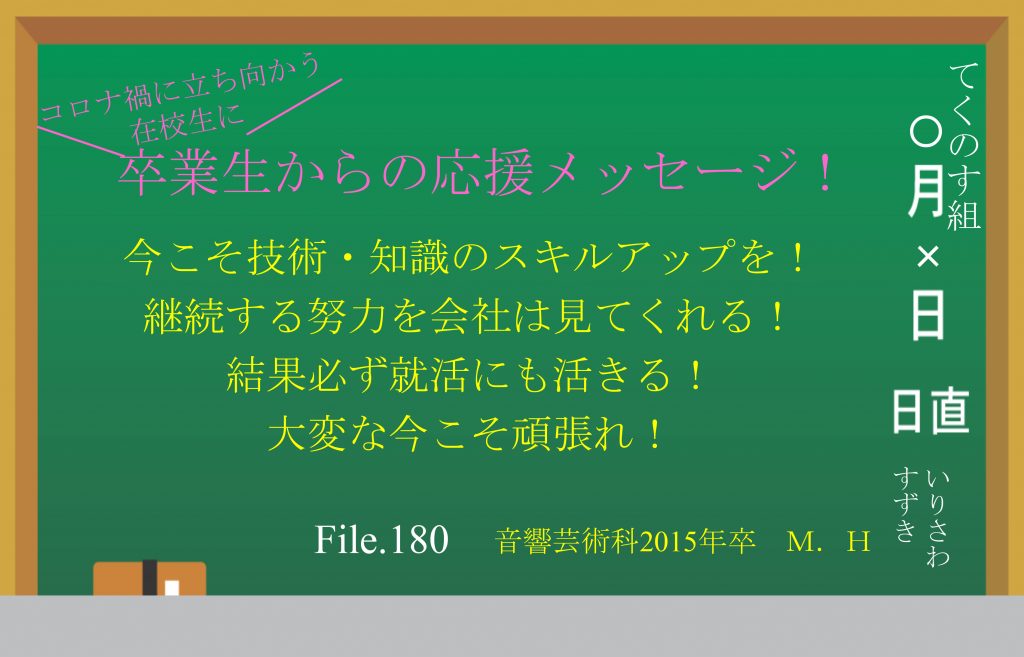 コロナ禍に立ち向かう
在校生に
卒業生からの応援メッセージ！
今こそ技術・知識のスキルアップを！
継続する努力を会社は見てくれる！
結果必ず就活にも活きる！
大変な今こそ頑張れ！
File.180 音響芸術科2015年卒　Ｍ．Ｈ
てくのす組
〇月×日
日直
いりさわ
すずき